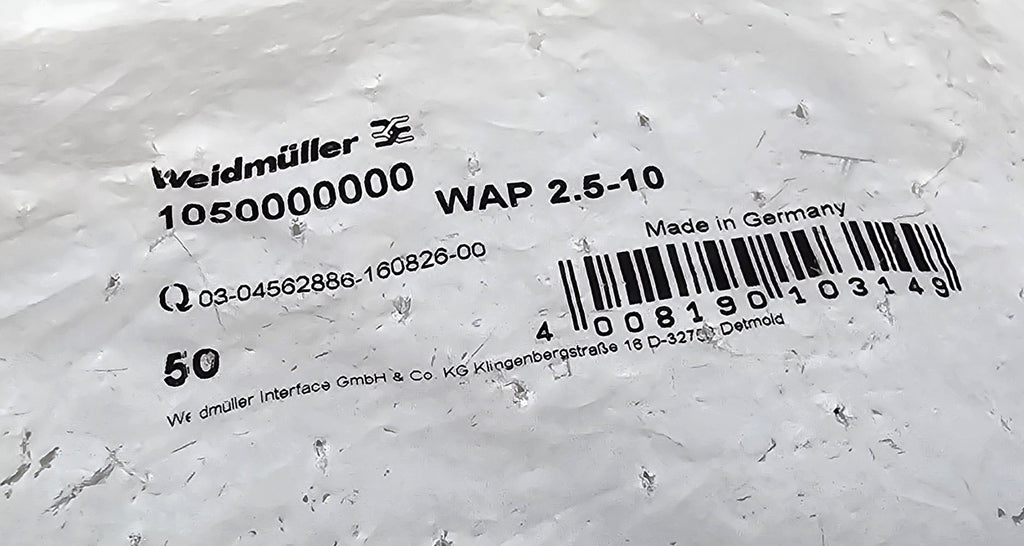 Weidmüller
1050000000 WAP 2.5-10
Made in Germany
Q 03-04562886-160826-00
4 008190 103149
50
Weidmüller Interface GmbH & Co. KG Klingenbergstraße 16 D-32758 Detmold